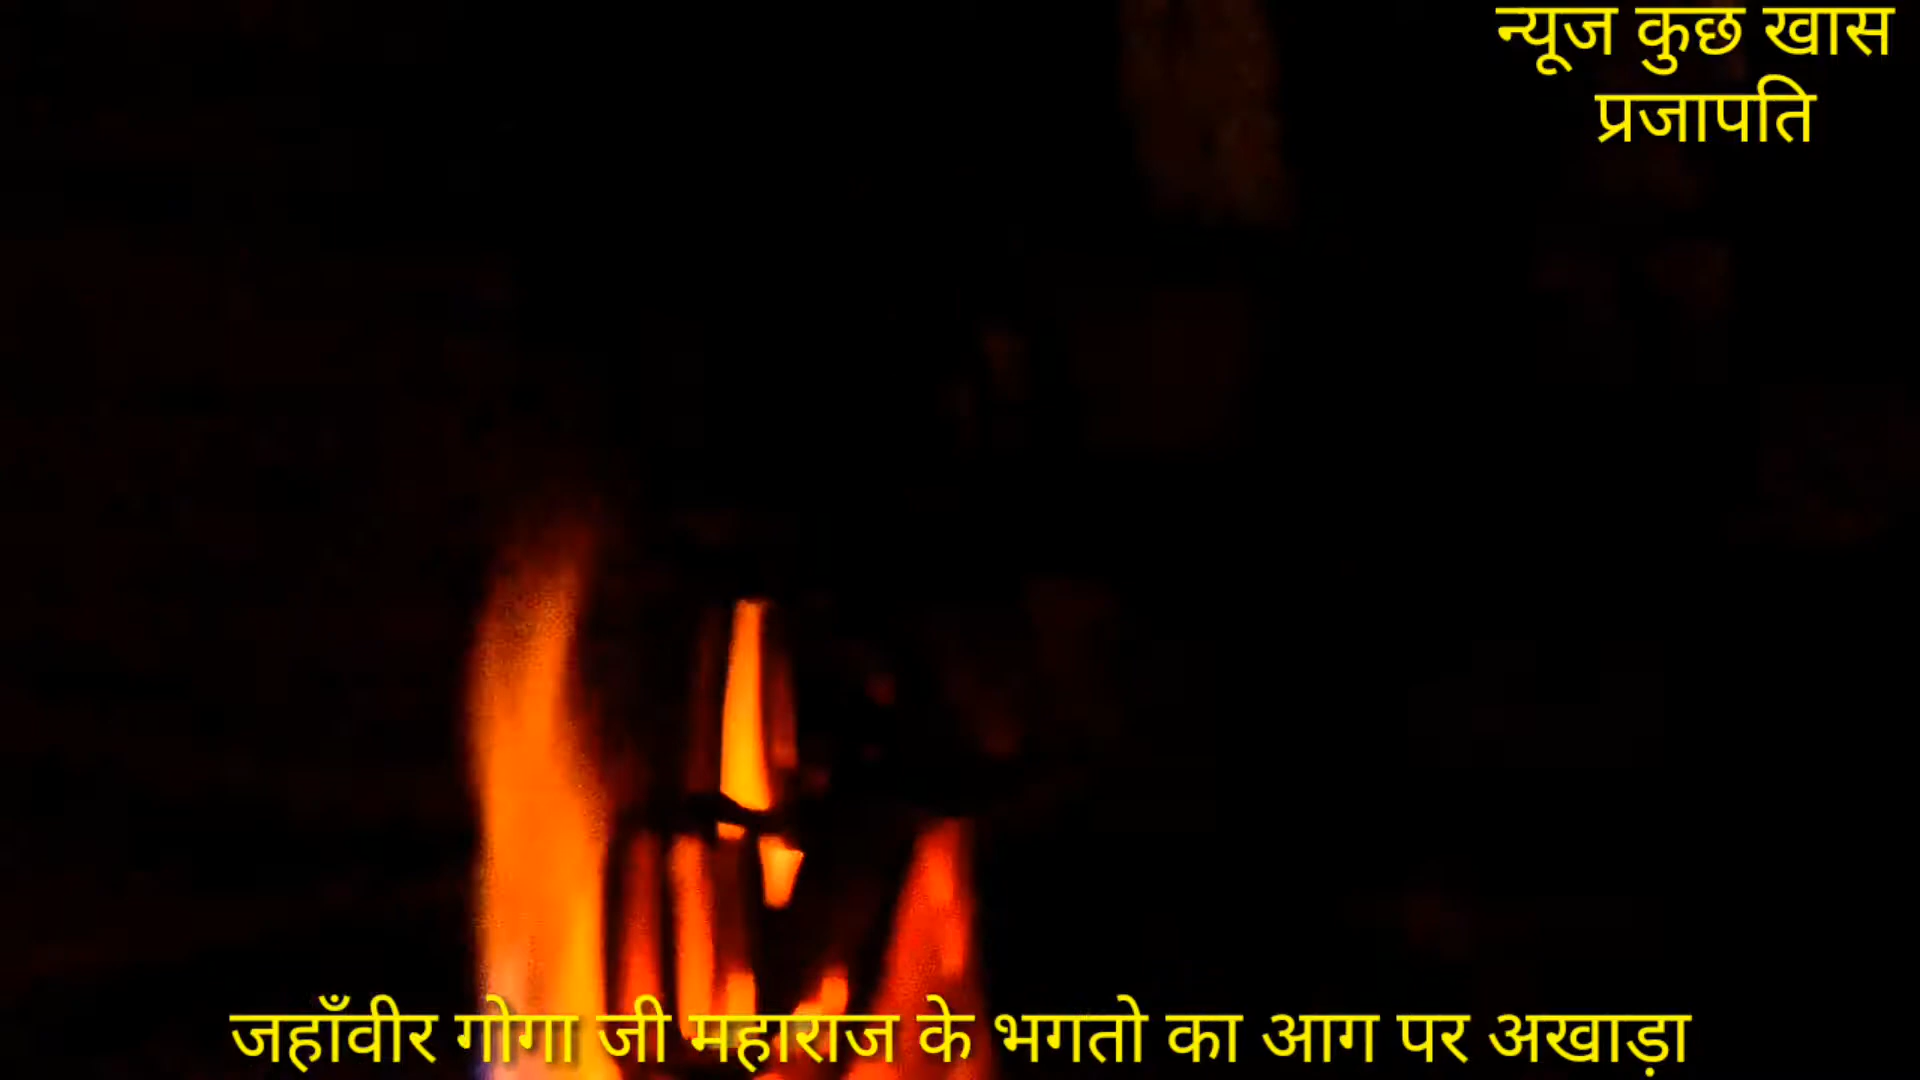 न्यूज कुछ खास
प्रजापति
जहाँवीर गोगा जी महाराज के भगतो का आग पर अखाड़ा